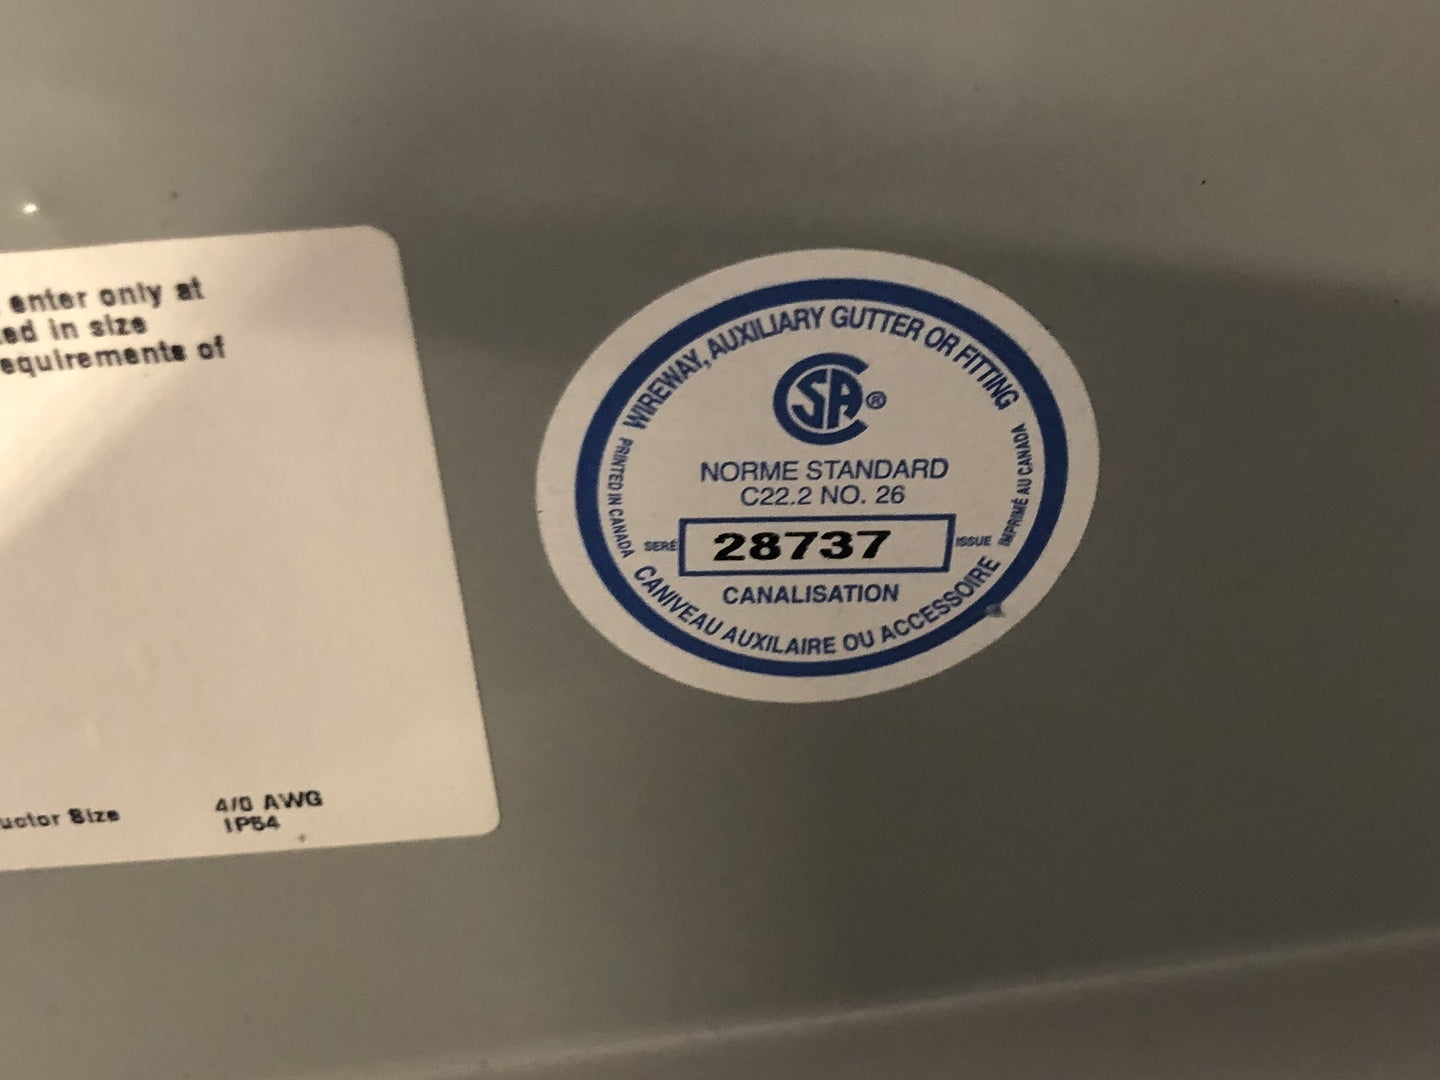 enter only at
ed in size
equirements of
uctor Size
4/0 AWG
IP54
WIREWAY, AUXILIARY GUTTER OR FITTING
CSA®
NORME STANDARD
C22.2 NO. 26
SERE 28737 ISSUE
CANALISATION
CANIVEAU AUXILAIRE OU ACCESSOIRE
PRINTED IN CANADA
IMPRIMÉ AU CANADA